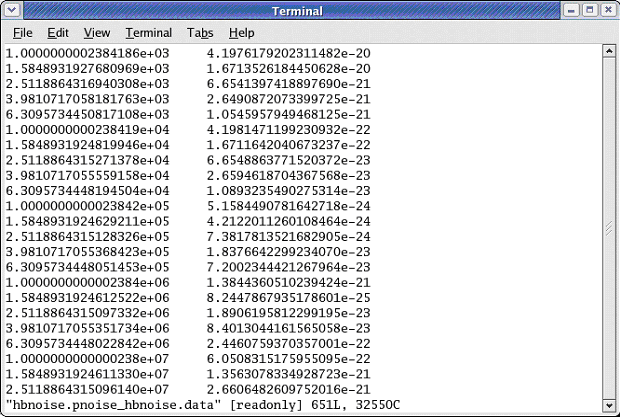 Terminal
File Edit View Terminal Tabs Help
1.0000000002384186e+03 4.1976179202311482e-20
1.5848931927680969e+03 1.6713526184450628e-20
2.5118864316940308e+03 6.6541397418897690e-21
3.9810717058181763e+03 2.6490872073399725e-21
6.3095734450817108e+03 1.0545957949468125e-21
1.0000000000238419e+04 4.1981471199230932e-22
1.5848931924819946e+04 1.6711642040673237e-22
2.5118864315271378e+04 6.6548863771520372e-23
3.9810717055559158e+04 2.6594618704367568e-23
6.3095734448194504e+04 1.0893235490275314e-23
1.0000000000023842e+05 5.1584490781642718e-24
1.5848931924629211e+05 4.2122011260108464e-24
2.5118864315128326e+05 7.3817813521682905e-24
3.9810717055368423e+05 1.8376642299234070e-23
6.3095734448051453e+05 7.2002344421267964e-23
1.0000000000002384e+06 1.3844360510239424e-21
1.5848931924612522e+06 8.2447867935178601e-25
2.5118864315097332e+06 1.8906195812299195e-23
3.9810717055351734e+06 8.4013044161565058e-23
6.3095734448022842e+06 2.4460759370357001e-22
1.0000000000000238e+07 6.0508315175955095e-22
1.5848931924611330e+07 1.3563078334928723e-21
2.5118864315096140e+07 2.6606482609752016e-21
"hbnoise.pnoise_hbnoise.data" [readonly] 651L, 32550C